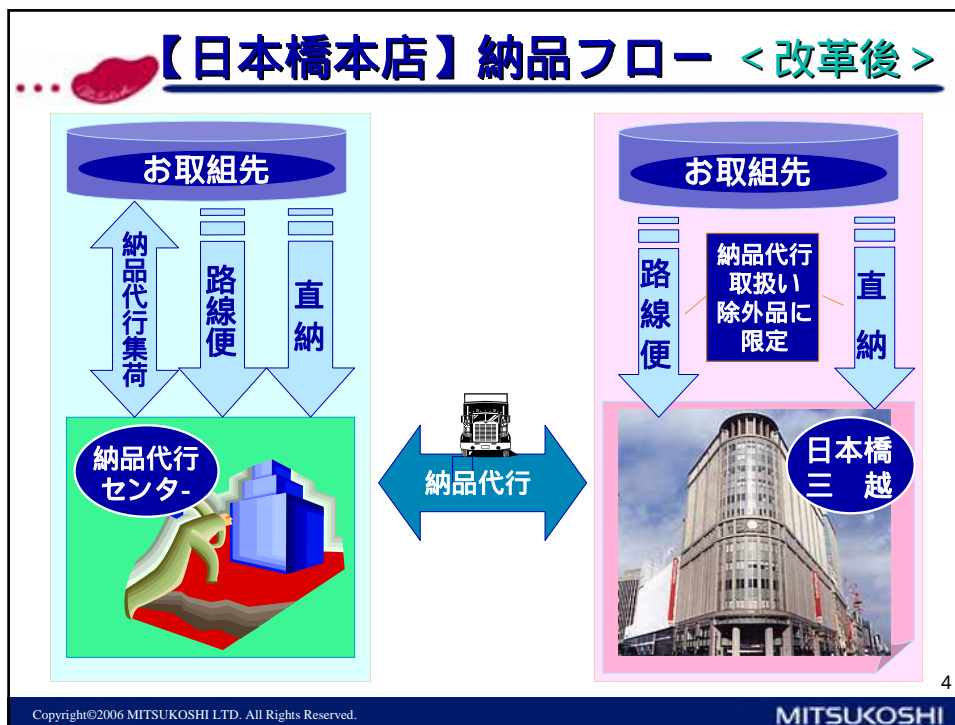 【日本橋本店】納品フロー <改革後>
お取組先
納品代行集荷
路線便
直納
納品代行
センタ-
納品代行
お取組先
路線便
納品代行
取扱い
除外品に
限定
直納
日本橋
三　越
4
Copyright©2006 MITSUKOSHI LTD. All Rights Reserved.
MITSUKOSHI